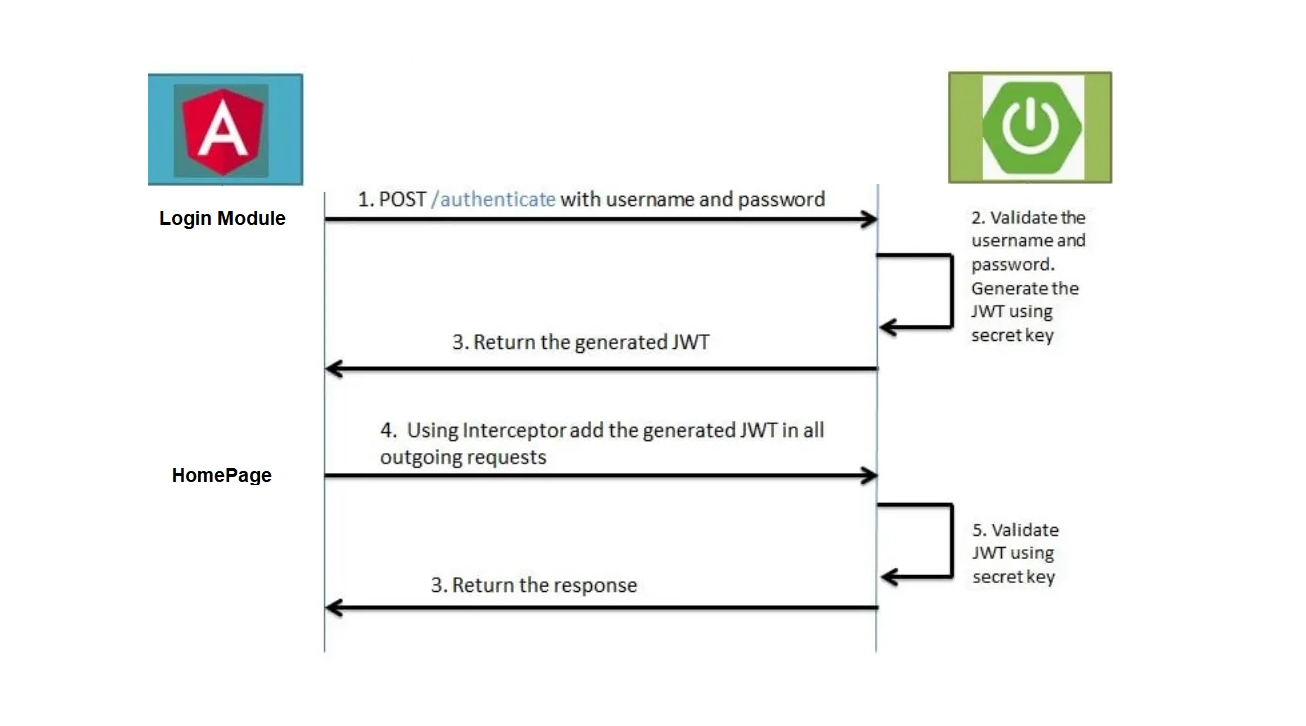 A
1. POST /authenticate with username and password
Login Module
2. Validate the
username and
password.
Generate the
JWT using
secret key
3. Return the generated JWT
4. Using Interceptor add the generated JWT in all
outgoing requests
HomePage
5. Validate
JWT using
secret key
3. Return the response